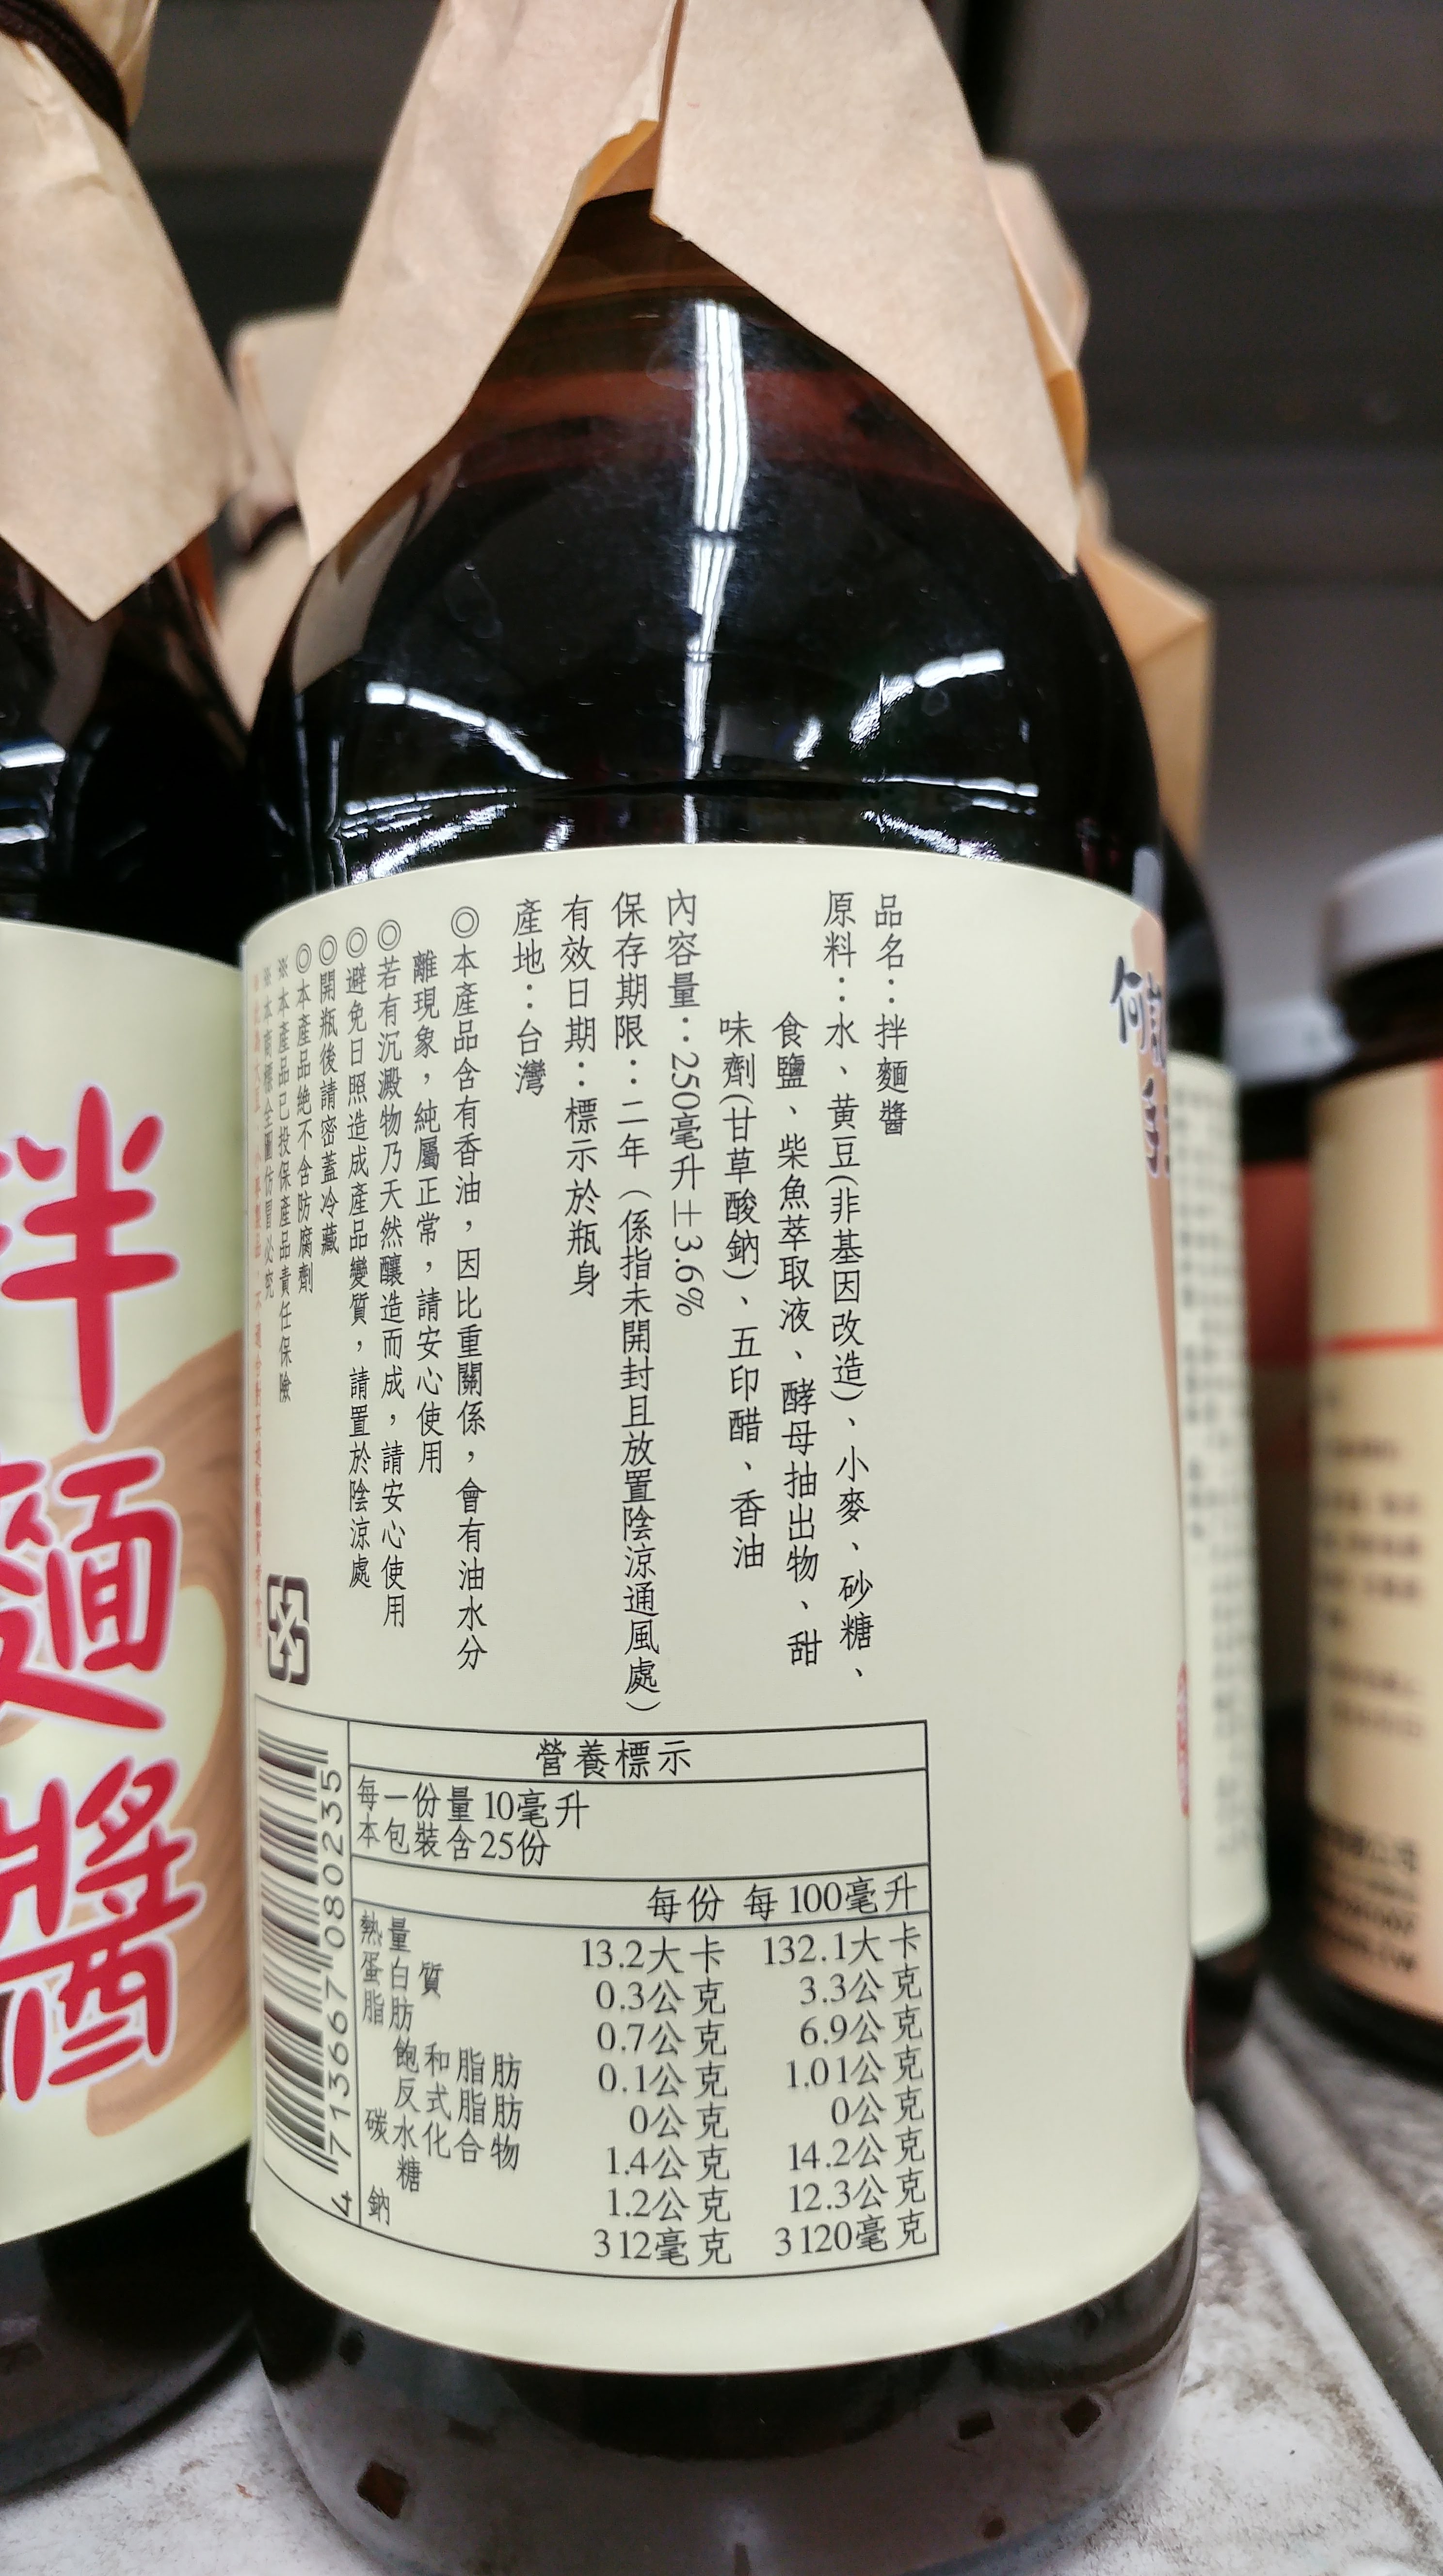 品名：拌麵醬
原料：水、黃豆(非基因改造)、小麥、砂糖、
食鹽、柴魚萃取液、酵母抽出物、甜
味劑(甘草酸鈉)、五印醋、香油
內容量：250毫升±3.6%
保存期限：二年（係指未開封且放置陰涼通風處）
有效日期：標示於瓶身
產地：台灣
◎本產品含有香油，因比重關係，會有油水分
離現象，純屬正常，請安心使用
◎若有沉澱物乃天然釀造而成，請安心使用
◎避免日照造成產品變質，請置於陰涼處
◎開瓶後請密蓋冷藏
◎本產品絕不含防腐劑
※本產品已投保產品責任保險
※本商標全圖仿冒必究
營養標示
每一份量10毫升
本包裝含25份
每份 每100毫升
熱量 13.2大卡 132.1大卡
蛋白質 0.3公克 3.3公克
脂肪 0.7公克 6.9公克
飽和脂肪 0.1公克 1.01公克
反式脂肪 0公克 0公克
碳水化合物 1.4公克 14.2公克
糖 1.2公克 12.3公克
鈉 312毫克 3120毫克
4713667080235
拌麵醬
何
手